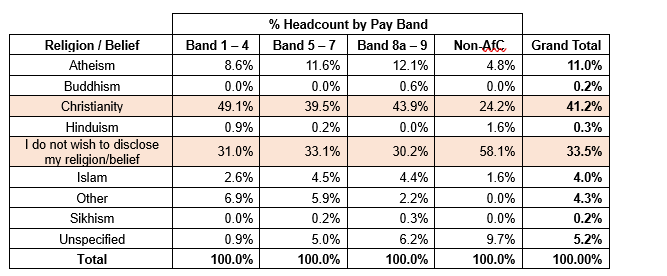 % Headcount by Pay Band
Religion / Belief Band 1 – 4 Band 5 – 7 Band 8a – 9 Non-AfC Grand Total
Atheism 8.6% 11.6% 12.1% 4.8% 11.0%
Buddhism 0.0% 0.0% 0.6% 0.0% 0.2%
Christianity 49.1% 39.5% 43.9% 24.2% 41.2%
Hinduism 0.9% 0.2% 0.0% 1.6% 0.3%
I do not wish to disclose
my religion/belief 31.0% 33.1% 30.2% 58.1% 33.5%
Islam 2.6% 4.5% 4.4% 1.6% 4.0%
Other 6.9% 5.9% 2.2% 0.0% 4.3%
Sikhism 0.0% 0.2% 0.3% 0.0% 0.2%
Unspecified 0.9% 5.0% 6.2% 9.7% 5.2%
Total 100.0% 100.0% 100.0% 100.0% 100.00%